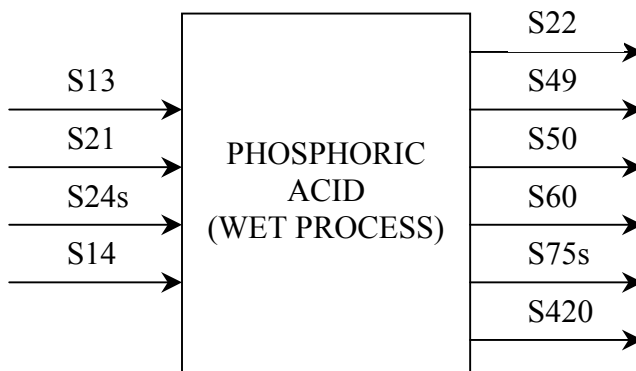 S13
S21
S24s
S14
PHOSPHORIC
ACID
(WET PROCESS)
S22
S49
S50
S60
S75s
S420